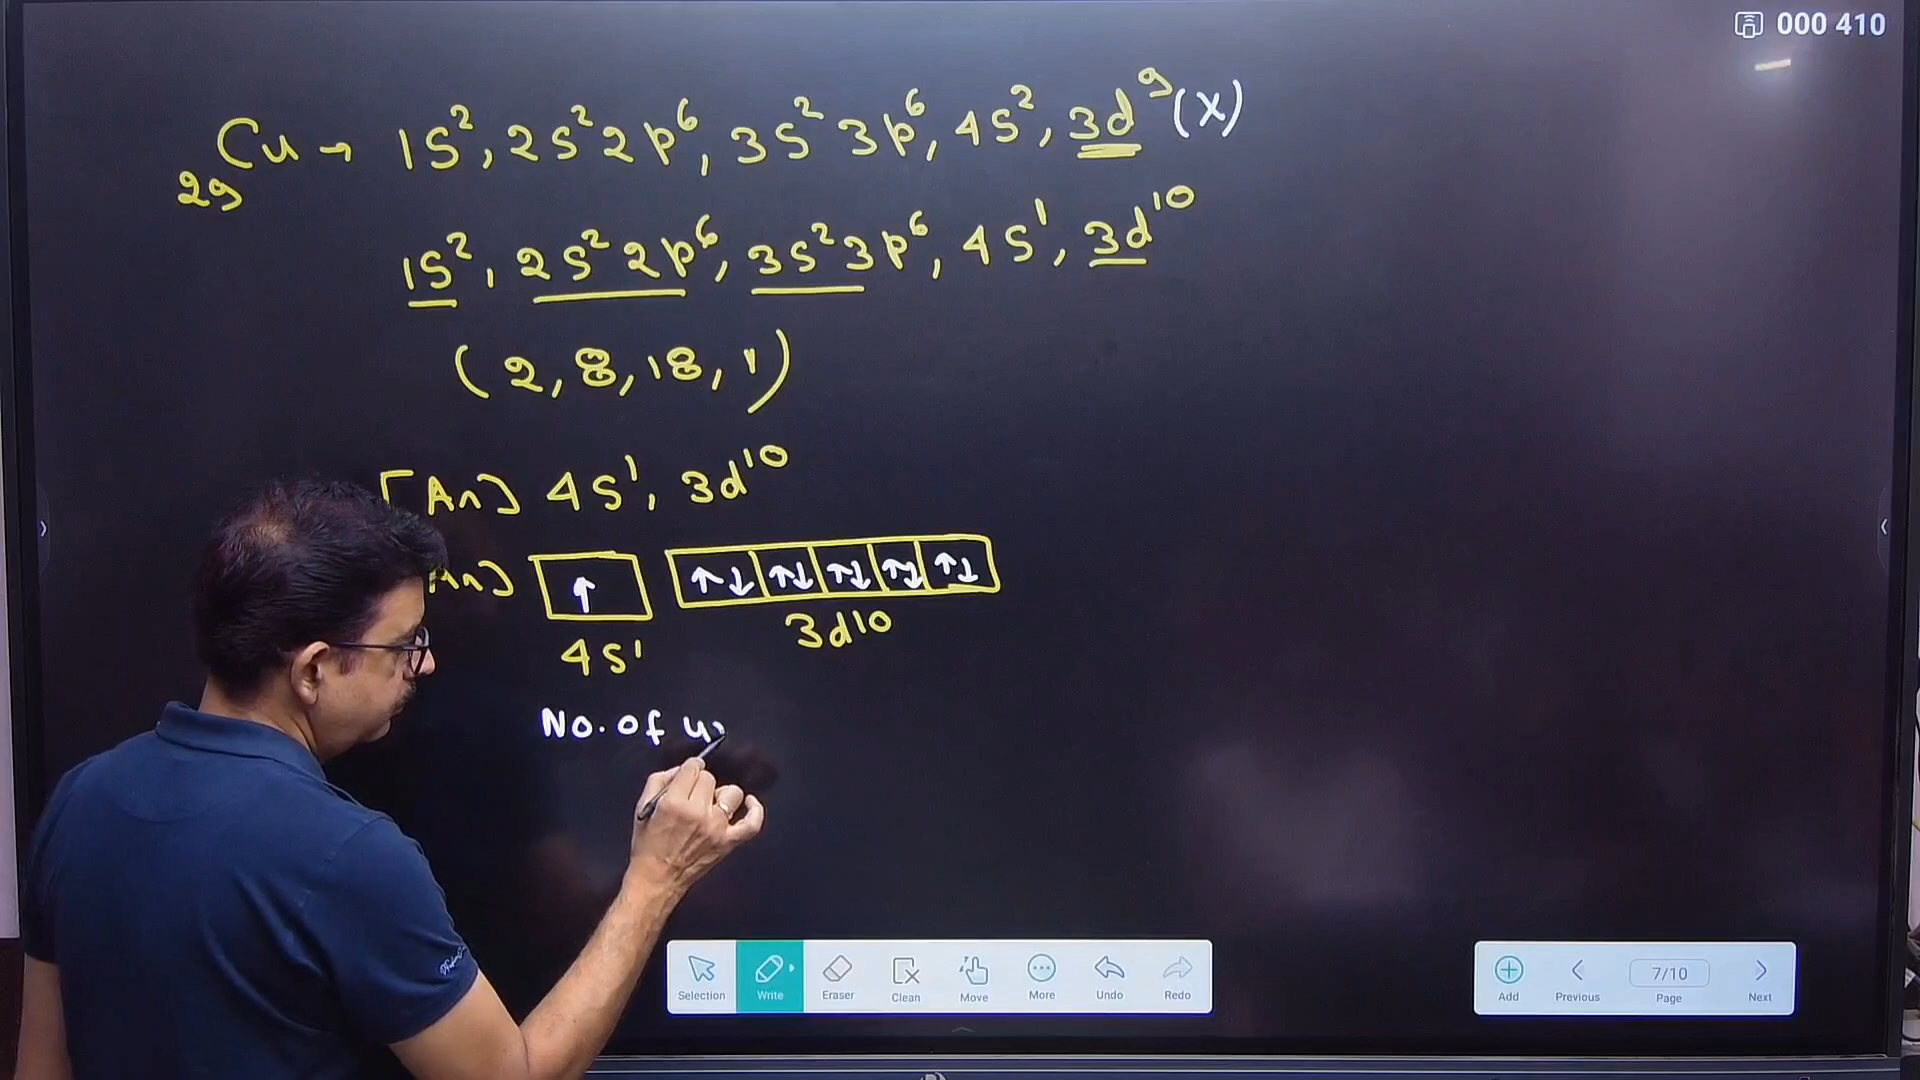 000 410
₂₉Cu → 1S², 2S² 2p⁶, 3S² 3p⁶, 4S², 3d⁹ (x)
1S², 2S² 2p⁶, 3S² 3p⁶, 4S¹, 3d¹⁰
(2, 8, 18, 1)
[Ar] 4S¹, 3d¹⁰
Ar] ↑ ↑↓ ↑↓ ↑↓ ↑↓ ↑↓
4S¹ 3d¹⁰
No. of un
Selection Write Eraser Clean Move More Undo Redo
Add Previous 7/10 Page Next